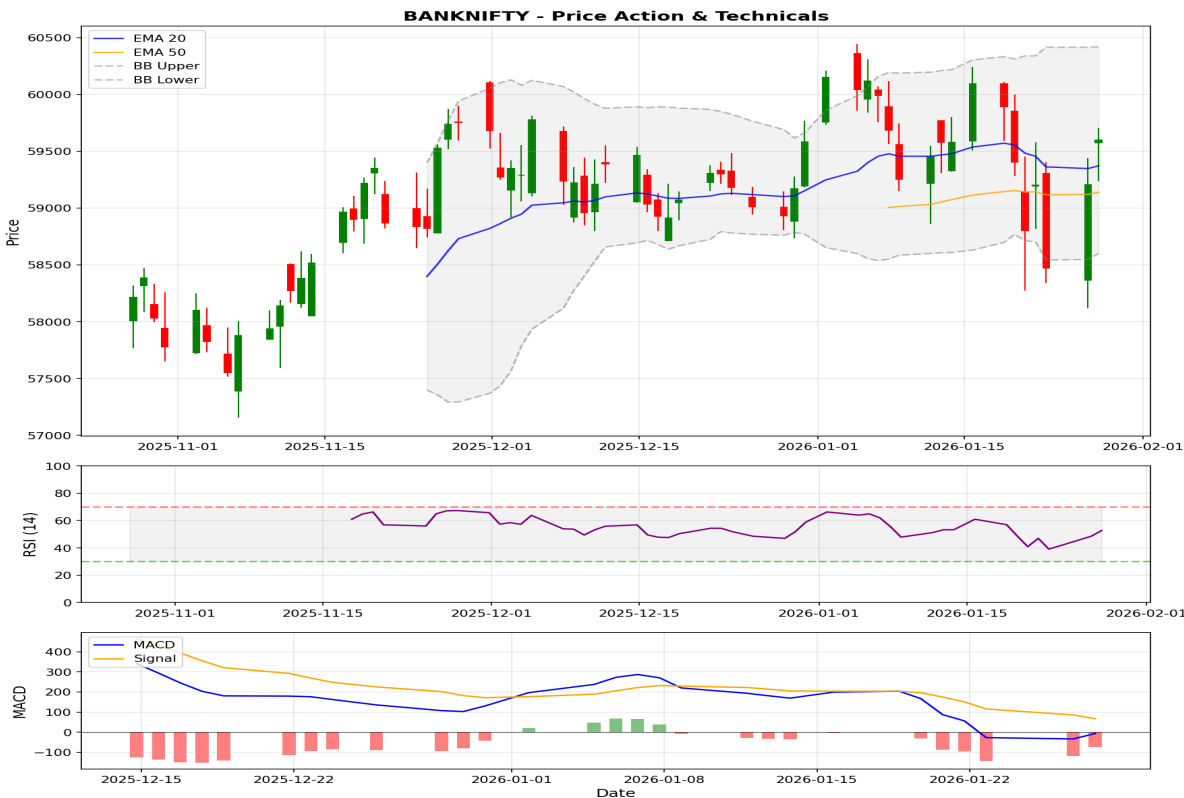 BANKNIFTY - Price Action & Technicals
EMA 20
EMA 50
BB Upper
BB Lower
60500
60000
59500
59000
58500
58000
57500
57000
Price
2025-11-01 2025-11-15 2025-12-01 2025-12-15 2026-01-01 2026-01-15 2026-02-01
100
80
60
40
20
0
RSI (14)
2025-11-01 2025-11-15 2025-12-01 2025-12-15 2026-01-01 2026-01-15 2026-02-01
MACD
Signal
400
300
200
100
0
−100
MACD
2025-12-15 2025-12-22 2026-01-01 2026-01-08 2026-01-15 2026-01-22
Date